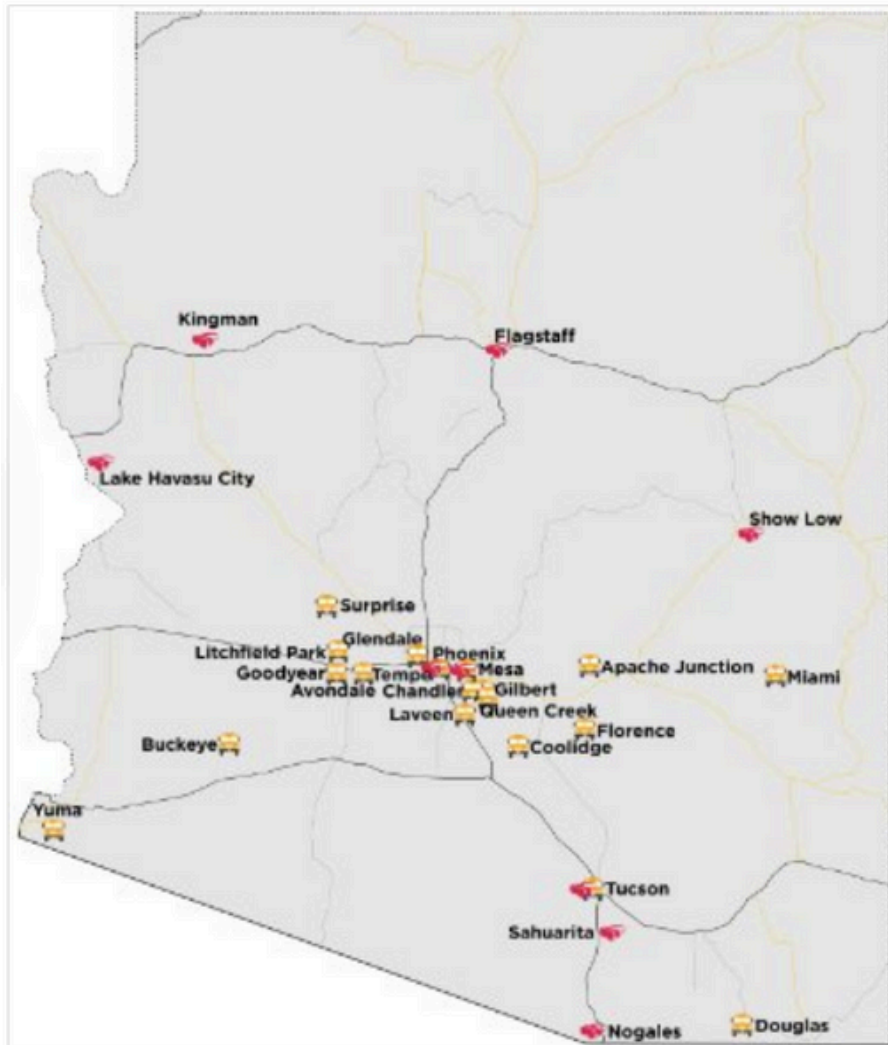 Kingman
Flagstaff
Lake Havasu City
Show Low
Surprise
Glendale
Litchfield Park
Phoenix
Apache Junction
Goodyear
Tempe
Mesa
Miami
Avondale
Chandler
Gilbert
Laveen
Queen Creek
Florence
Buckeye
Coolidge
Yuma
Tucson
Sahuarita
Nogales
Douglas